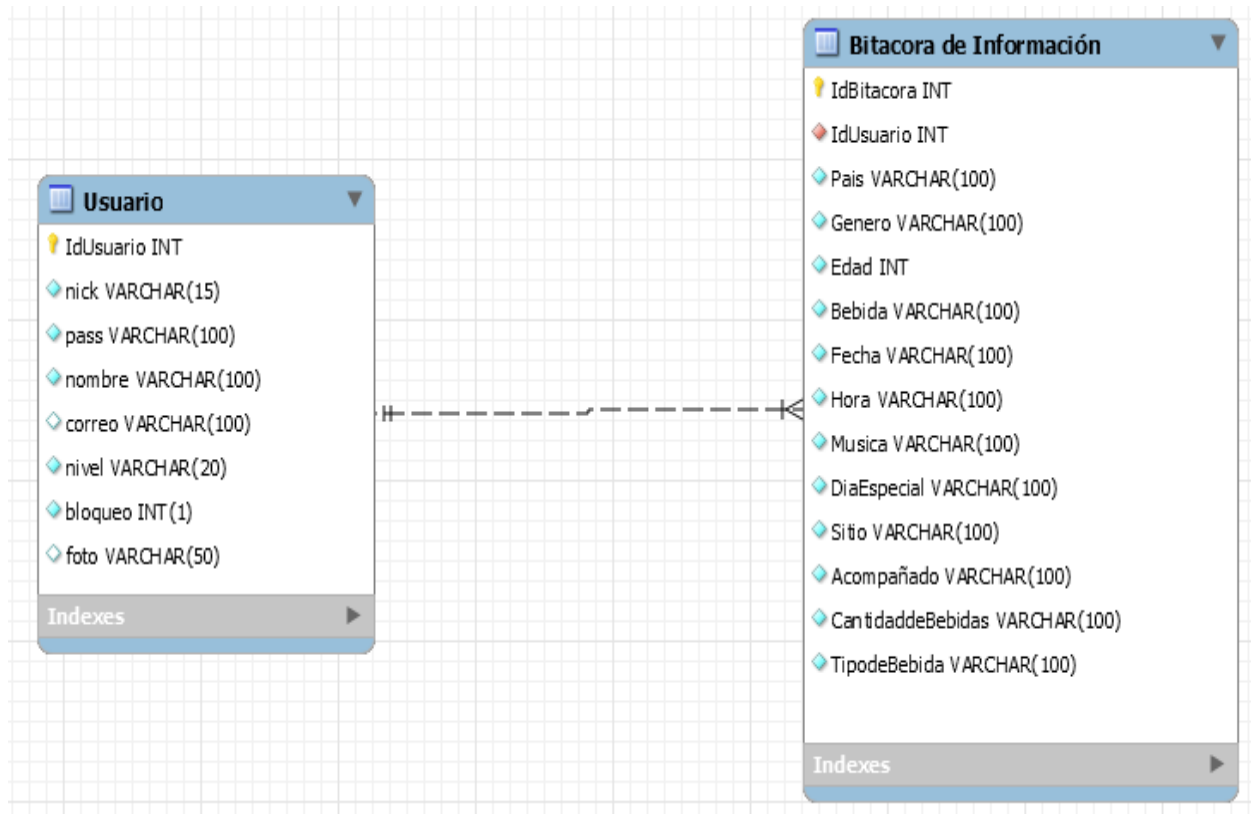 Usuario
IdUsuario INT
nick VARCHAR(15)
pass VARCHAR(100)
nombre VARCHAR(100)
correo VARCHAR(100)
nivel VARCHAR(20)
bloqueo INT(1)
foto VARCHAR(50)
Indexes
Bitacora de Información
IdBitacora INT
IdUsuario INT
Pais VARCHAR(100)
Genero VARCHAR(100)
Edad INT
Bebida VARCHAR(100)
Fecha VARCHAR(100)
Hora VARCHAR(100)
Musica VARCHAR(100)
DiaEspecial VARCHAR(100)
Sitio VARCHAR(100)
Acompañado VARCHAR(100)
CantidaddeBebidas VARCHAR(100)
TipodeBebida VARCHAR(100)
Indexes